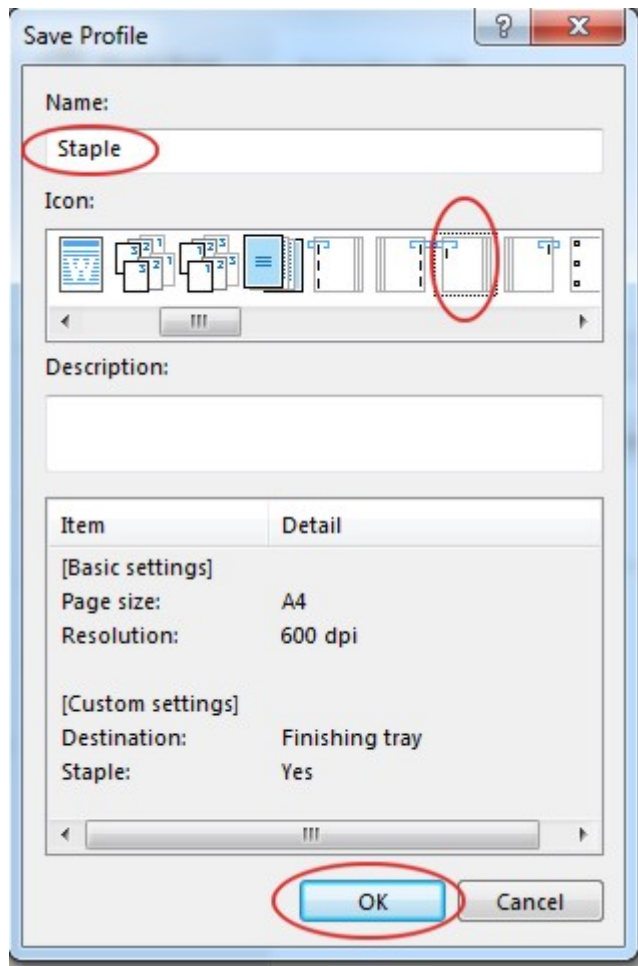 Save Profile
Name:
Staple
Icon:
Description:
Item Detail
[Basic settings]
Page size: A4
Resolution: 600 dpi
[Custom settings]
Destination: Finishing tray
Staple: Yes
OK Cancel